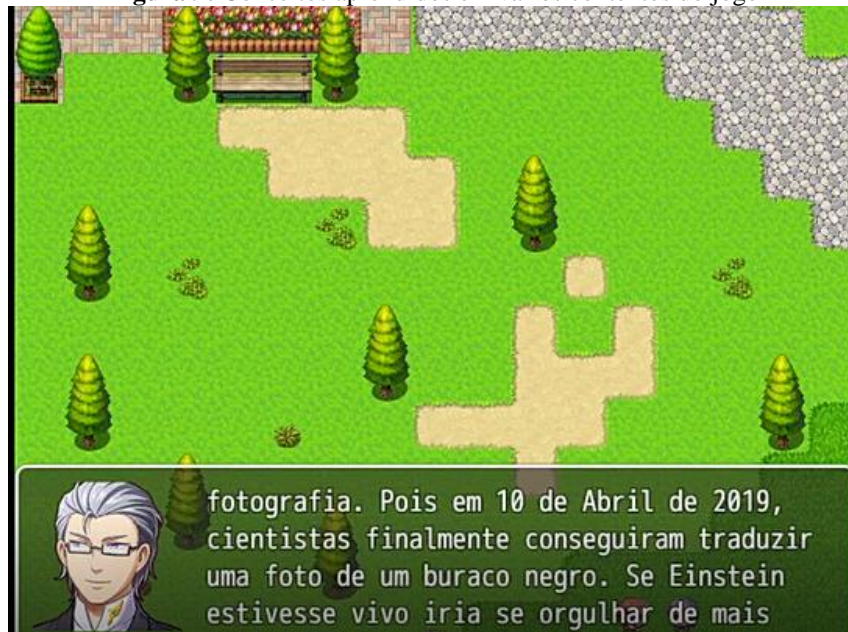 fotografia. Pois em 10 de Abril de 2019,
cientistas finalmente conseguiram traduzir
uma foto de um buraco negro. Se Einstein
estivesse vivo iria se orgulhar de mais